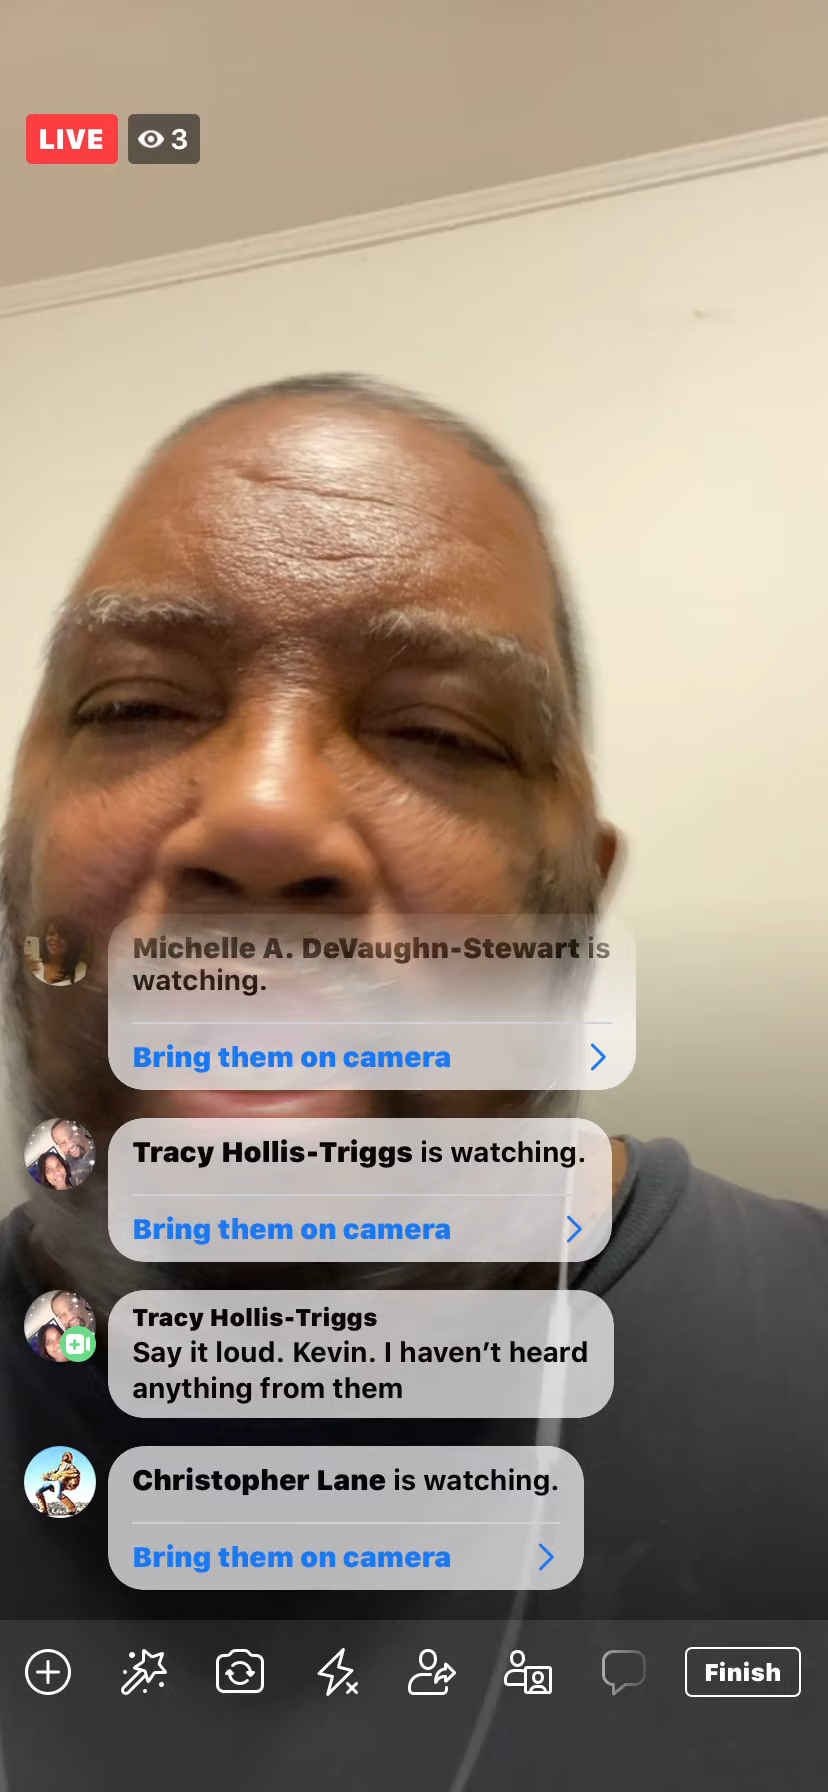 LIVE
3
Michelle A. DeVaughn-Stewart is
watching.
Bring them on camera
Tracy Hollis-Triggs is watching.
Bring them on camera
Tracy Hollis-Triggs
Say it loud. Kevin. I haven’t heard
anything from them
Christopher Lane is watching.
Bring them on camera
Finish